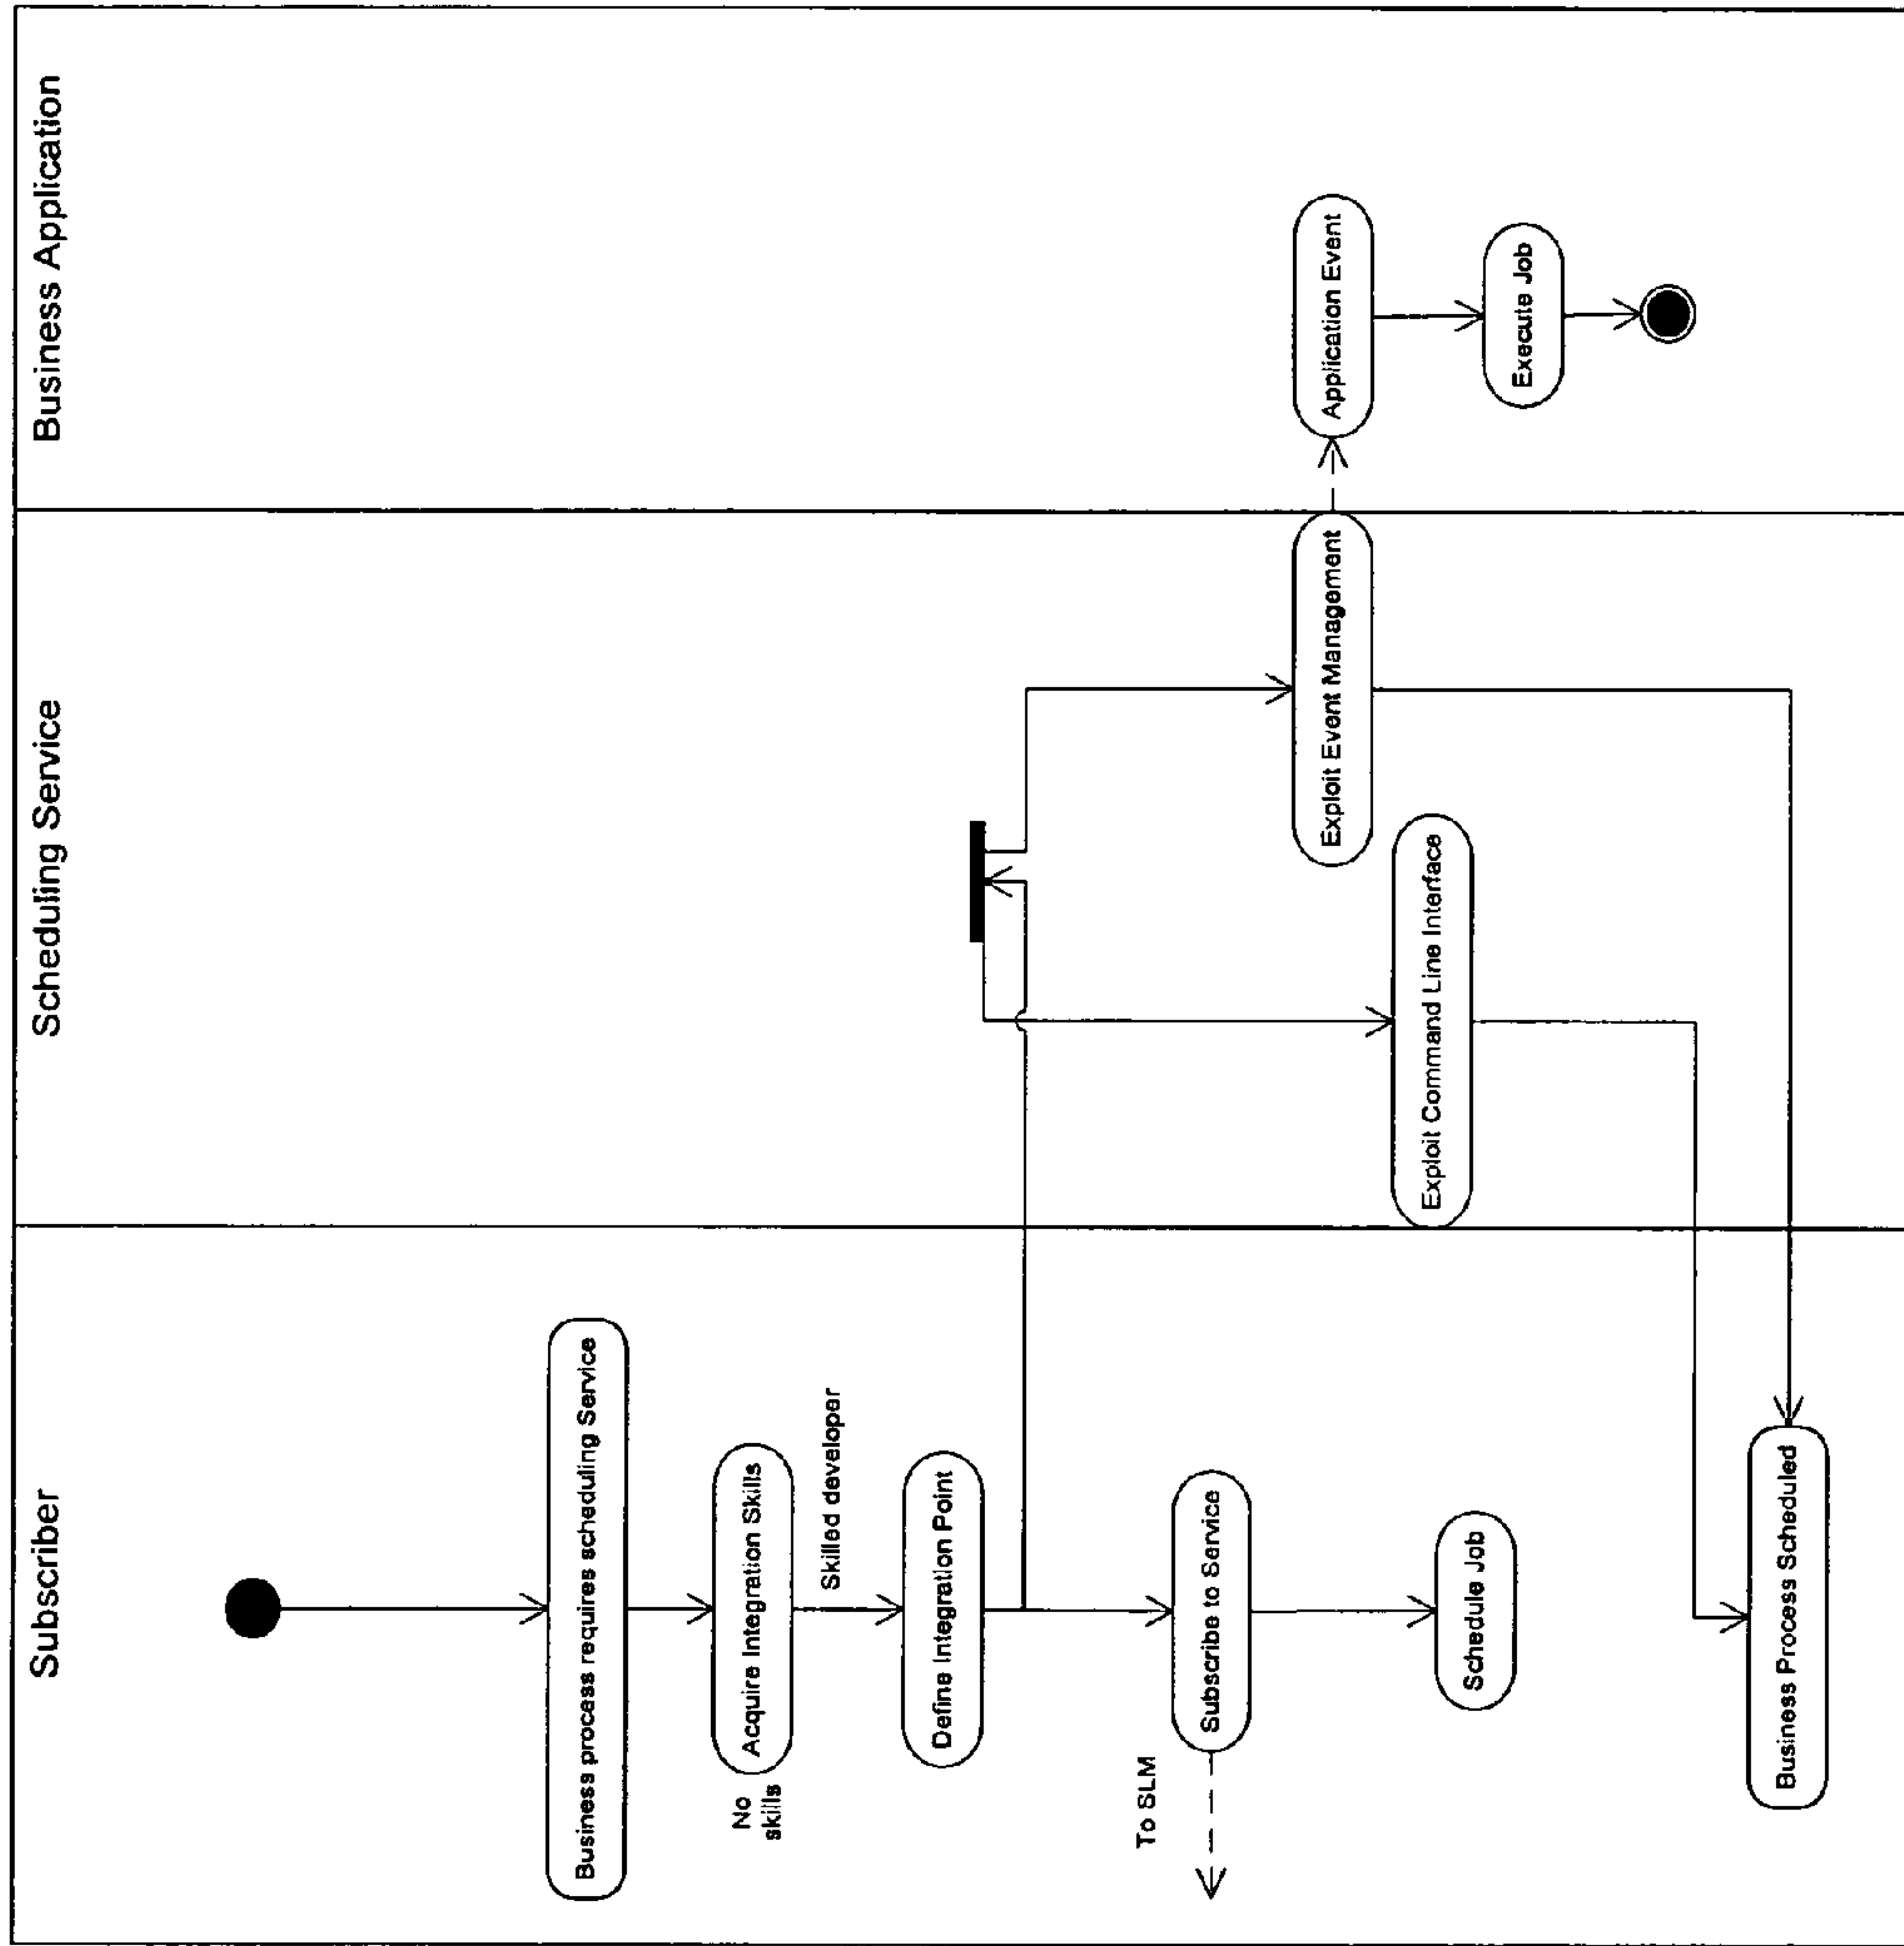 Subscriber
Scheduling Service
Business Application
Business process requires scheduling Service
No
skills
Acquire Integration Skills
Skilled developer
Define Integration Point
To SLM
Subscribe to Service
Schedule Job
Business Process Scheduled
Exploit Command Line Interface
Exploit Event Management
Application Event
Execute Job